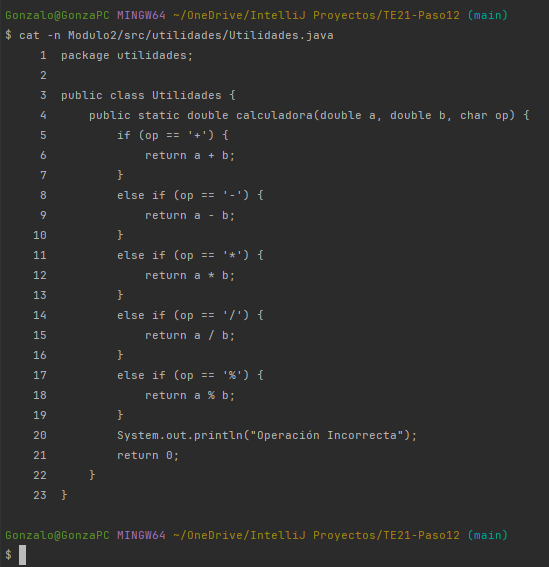 Gonzalo@GonzaPC MINGW64 ~/OneDrive/IntelliJ Proyectos/TE21-Paso12 (main)
$ cat -n Modulo2/src/utilidades/Utilidades.java
     1  package utilidades;
     2
     3  public class Utilidades {
     4      public static double calculadora(double a, double b, char op) {
     5          if (op == '+') {
     6              return a + b;
     7          }
     8          else if (op == '-') {
     9              return a - b;
    10          }
    11          else if (op == '*') {
    12              return a * b;
    13          }
    14          else if (op == '/') {
    15              return a / b;
    16          }
    17          else if (op == '%') {
    18              return a % b;
    19          }
    20          System.out.println("Operación Incorrecta");
    21          return 0;
    22      }
    23  }
Gonzalo@GonzaPC MINGW64 ~/OneDrive/IntelliJ Proyectos/TE21-Paso12 (main)
$